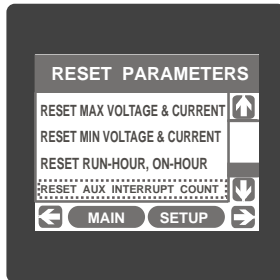 RESET PARAMETERS
RESET MAX VOLTAGE & CURRENT
RESET MIN VOLTAGE & CURRENT
RESET RUN-HOUR, ON-HOUR
RESET AUX INTERRUPT COUNT
MAIN SETUP